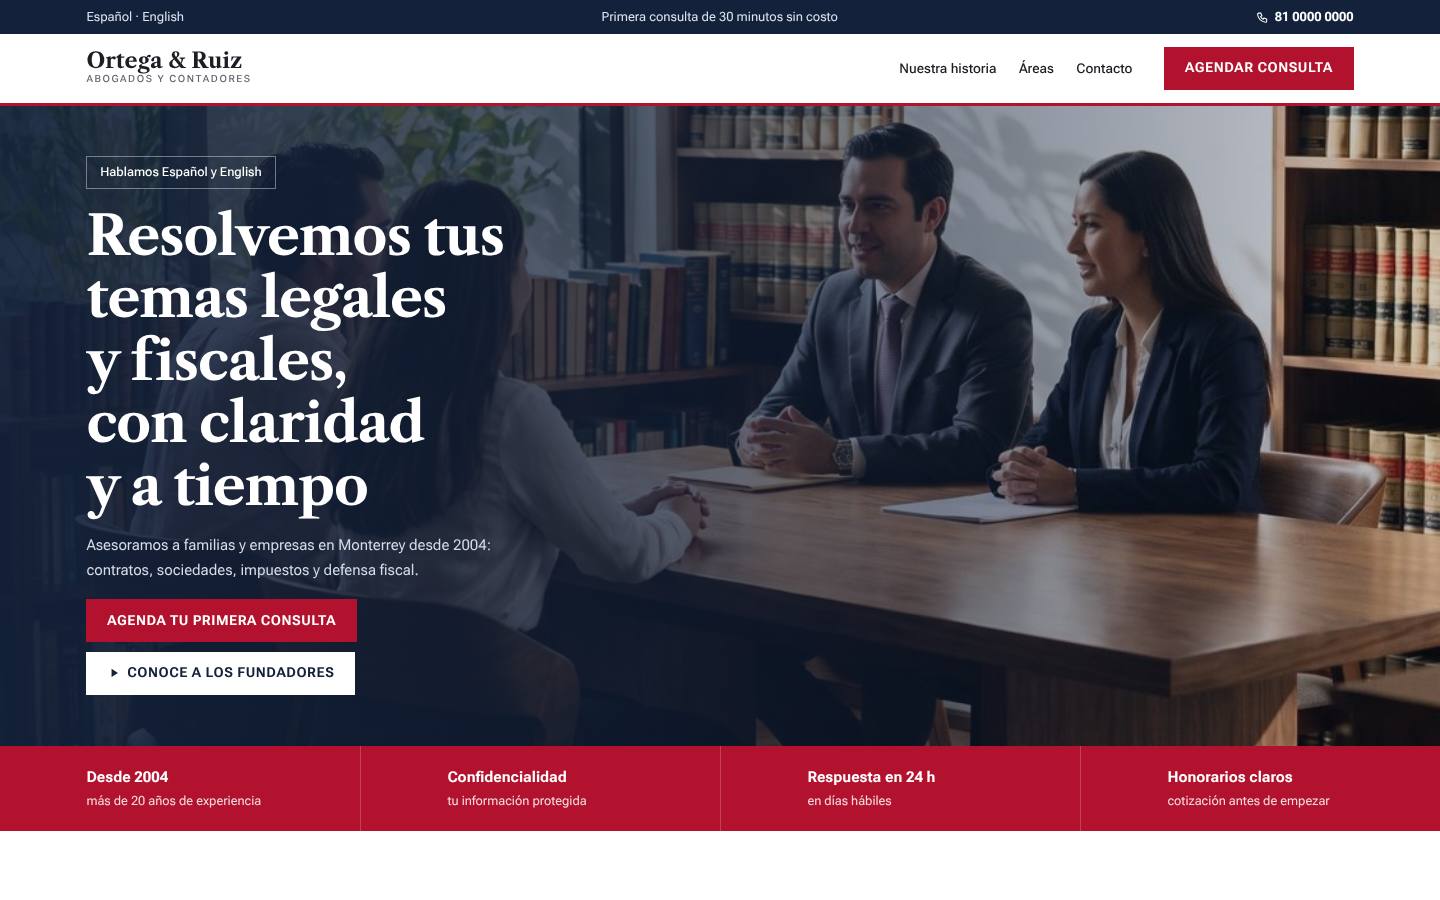 Español · English
Primera consulta de 30 minutos sin costo
81 0000 0000
Ortega & Ruiz
ABOGADOS Y CONTADORES
Nuestra historia
Áreas
Contacto
AGENDAR CONSULTA
Hablamos Español y English
Resolvemos tus
temas legales
y fiscales,
con claridad
y a tiempo
Asesoramos a familias y empresas en Monterrey desde 2004:
contratos, sociedades, impuestos y defensa fiscal.
AGENDA TU PRIMERA CONSULTA
CONOCE A LOS FUNDADORES
Desde 2004
más de 20 años de experiencia
Confidencialidad
tu información protegida
Respuesta en 24 h
en días hábiles
Honorarios claros
cotización antes de empezar